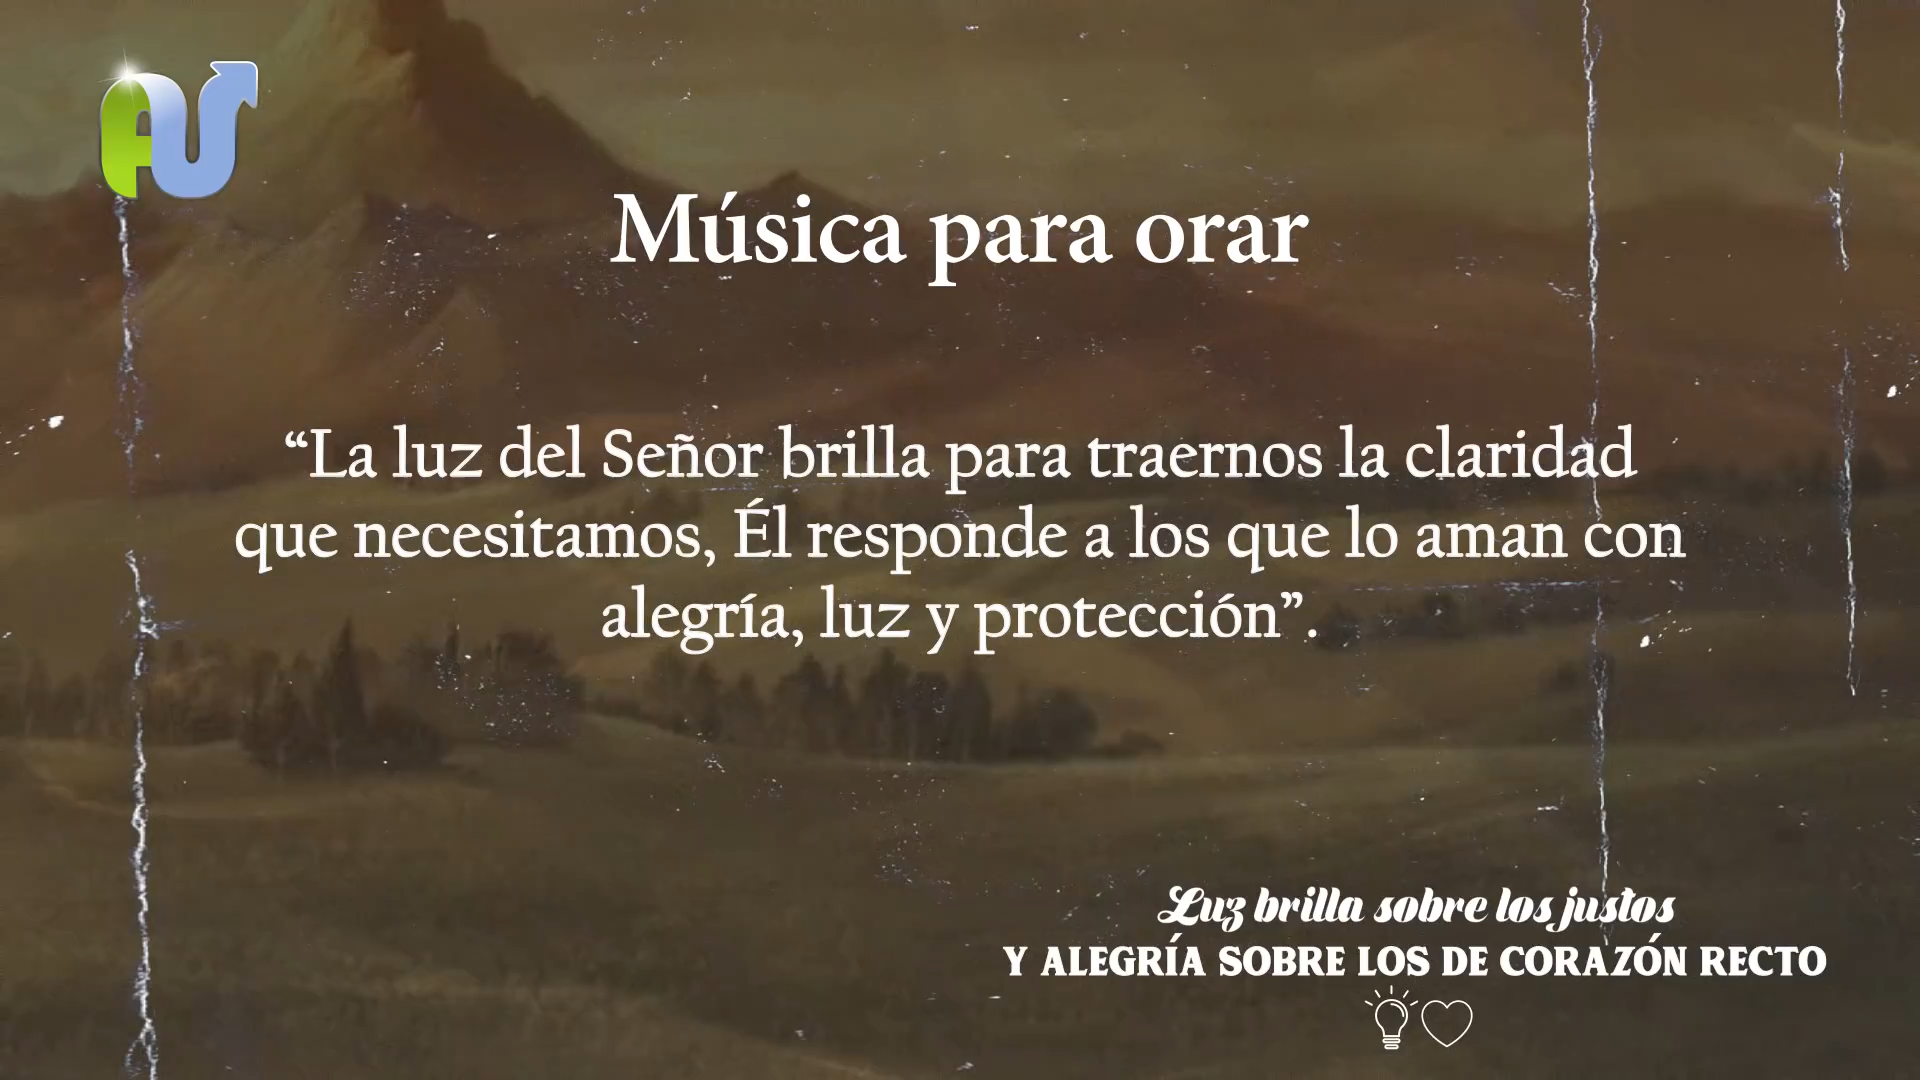 AU
Música para orar
“La luz del Señor brilla para traernos la claridad
que necesitamos, Él responde a los que lo aman con
alegría, luz y protección”.
Luz brilla sobre los justos
Y ALEGRÍA SOBRE LOS DE CORAZÓN RECTO